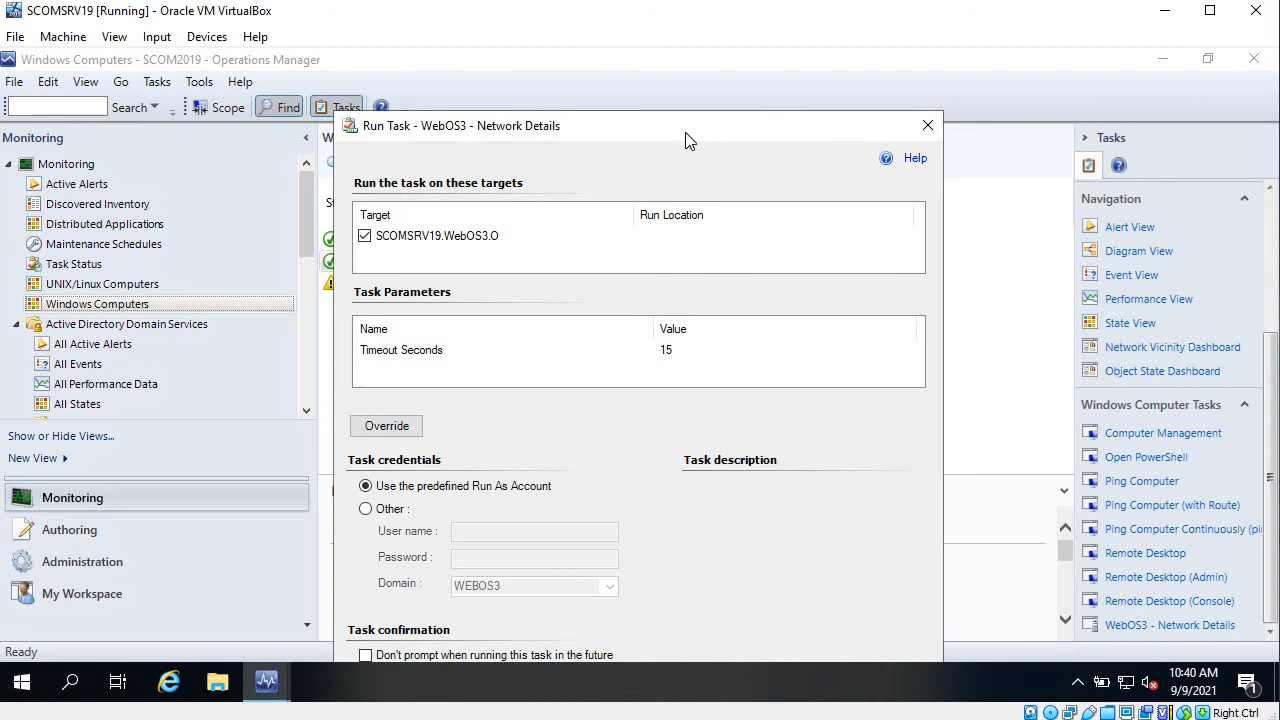 SCOMSRV19 [Running] - Oracle VM VirtualBox
File Machine View Input Devices Help
Windows Computers - SCOM2019 - Operations Manager
File Edit View Go Tasks Tools Help
Search Scope Find Tasks
Monitoring
Monitoring
Active Alerts
Discovered Inventory
Distributed Applications
Maintenance Schedules
Task Status
UNIX/Linux Computers
Windows Computers
Active Directory Domain Services
All Active Alerts
All Events
All Performance Data
All States
Show or Hide Views...
New View
Monitoring
Authoring
Administration
My Workspace
Ready
Run Task - WebOS3 - Network Details
Help
Run the task on these targets
Target Run Location
SCOMSRV19.WebOS3.O
Task Parameters
Name Value
Timeout Seconds 15
Override
Task credentials Task description
Use the predefined Run As Account
Other :
User name :
Password :
Domain : WEBOS3
Task confirmation
Don't prompt when running this task in the future
Tasks
Navigation
Alert View
Diagram View
Event View
Performance View
State View
Network Vicinity Dashboard
Object State Dashboard
Windows Computer Tasks
Computer Management
Open PowerShell
Ping Computer
Ping Computer (with Route)
Ping Computer Continuously (pi
Remote Desktop
Remote Desktop (Admin)
Remote Desktop (Console)
WebOS3 - Network Details
10:40 AM
9/9/2021
1
Right Ctrl